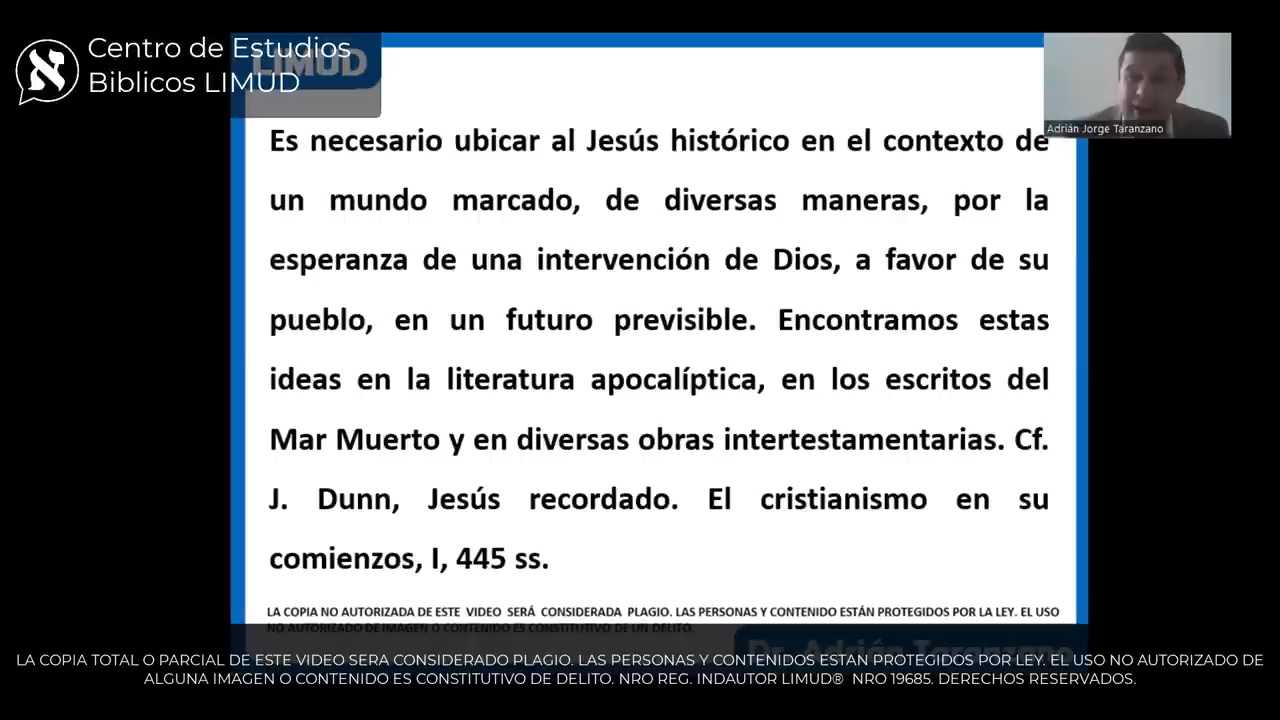 Centro de Estudios
Biblicos LIMUD
LIMUD
Adrián Jorge Taranzano
Es necesario ubicar al Jesús histórico en el contexto de
un mundo marcado, de diversas maneras, por la
esperanza de una intervención de Dios, a favor de su
pueblo, en un futuro previsible. Encontramos estas
ideas en la literatura apocalíptica, en los escritos del
Mar Muerto y en diversas obras intertestamentarias. Cf.
J. Dunn, Jesús recordado. El cristianismo en su
comienzos, I, 445 ss.
LA COPIA NO AUTORIZADA DE ESTE VIDEO SERÁ CONSIDERADA PLAGIO. LAS PERSONAS Y CONTENIDO ESTÁN PROTEGIDOS POR LA LEY. EL USO
NO AUTORIZADO DE IMAGEN O CONTENIDO ES CONSTITUTIVO DE UN DELITO.
Dr. Adrián Taranzano
LA COPIA TOTAL O PARCIAL DE ESTE VIDEO SERA CONSIDERADO PLAGIO. LAS PERSONAS Y CONTENIDOS ESTAN PROTEGIDOS POR LEY. EL USO NO AUTORIZADO DE
ALGUNA IMAGEN O CONTENIDO ES CONSTITUTIVO DE DELITO. NRO REG. INDAUTOR LIMUD® NRO 19685. DERECHOS RESERVADOS.